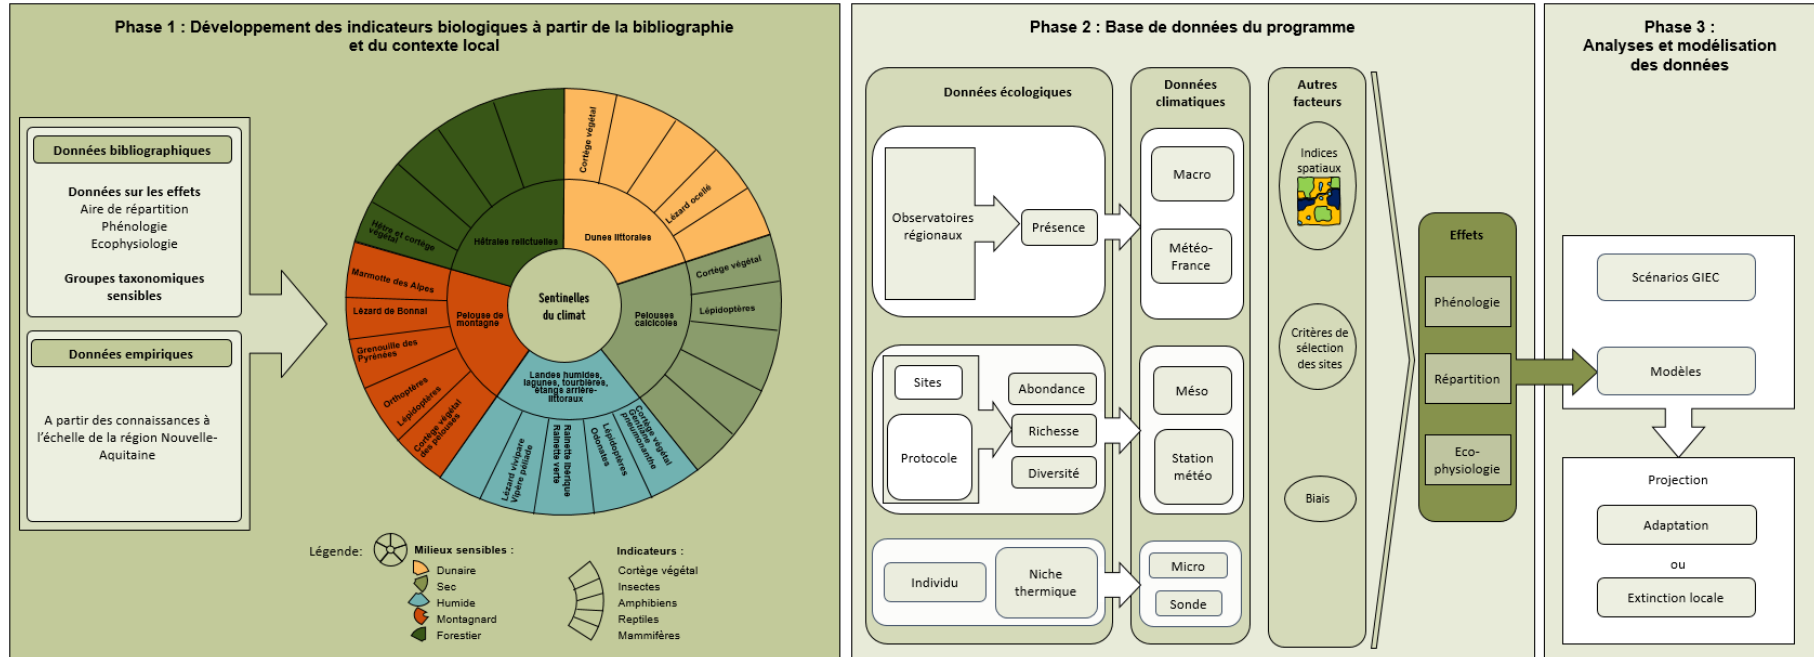 Phase 1 : Développement des indicateurs biologiques à partir de la bibliographie
et du contexte local
Données bibliographiques
Données sur les effets
Aire de répartition
Phénologie
Ecophysiologie
Groupes taxonomiques
sensibles
Données empiriques
A partir des connaissances à
l'échelle de la région Nouvelle-
Aquitaine
Sentinelles
du climat
Dunes littorales
Cortège végétal
Lézard ocellé
Pelouses
calcicoles
Cortège végétal
Lépidoptères
Landes humides,
lagunes, tourbières,
étangs arrière-
littoraux
Cortège végétal
Gentiane
pneumonanthe
Lépidoptères
Odonates
Rainette ibérique
Rainette verte
Lézard vivipare
Vipère péliade
Pelouse de
montagne
Cortège végétal
des pelouses
Lépidoptères
Orthoptères
Grenouille des
Pyrénées
Lézard de Bonnal
Marmotte des Alpes
Hêtraies relictuelles
Hêtre et cortège
végétal
Légende:
Milieux sensibles :
Dunaire
Sec
Humide
Montagnard
Forestier
Indicateurs :
Cortège végétal
Insectes
Amphibiens
Reptiles
Mammifères
Phase 2 : Base de données du programme
Données écologiques
Observatoires
régionaux
Présence
Sites
Protocole
Abondance
Richesse
Diversité
Individu
Niche
thermique
Données
climatiques
Macro
Météo-
France
Méso
Station
météo
Micro
Sonde
Autres
facteurs
Indices
spatiaux
Critères de
sélection
des sites
Biais
Effets
Phénologie
Répartition
Eco-
physiologie
Phase 3 :
Analyses et modélisation
des données
Scénarios GIEC
Modèles
Projection
Adaptation
ou
Extinction locale